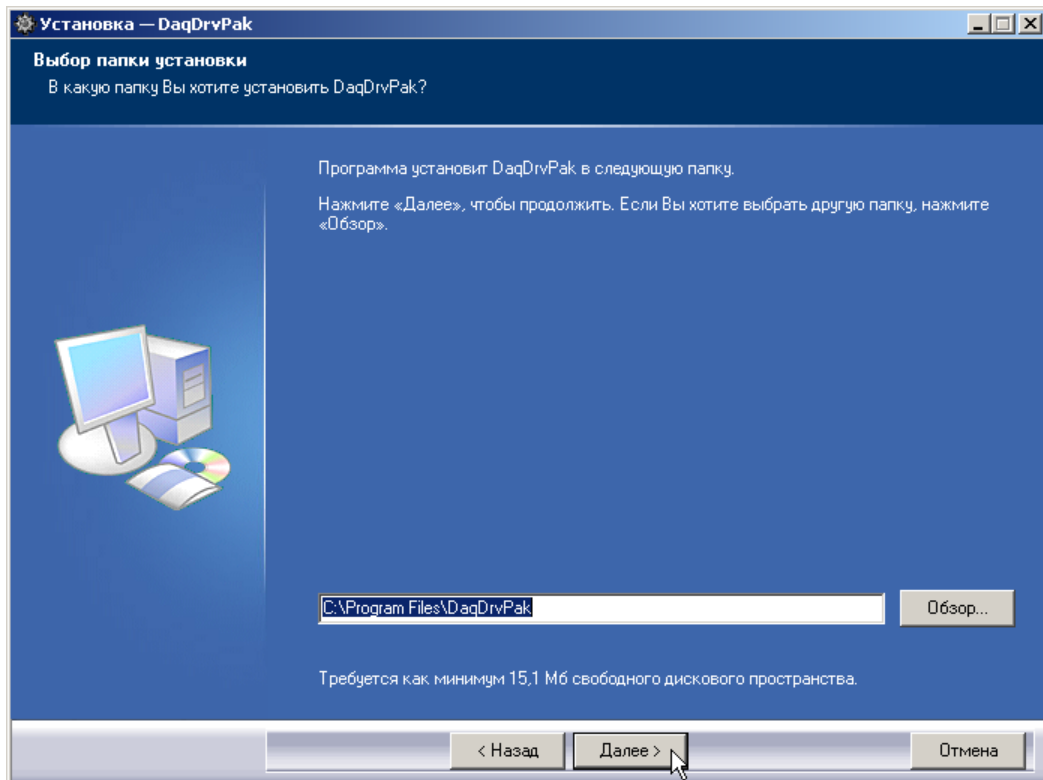 Установка — DaqDrvPak
Выбор папки установки
В какую папку Вы хотите установить DaqDrvPak?
Программа установит DaqDrvPak в следующую папку.
Нажмите «Далее», чтобы продолжить. Если Вы хотите выбрать другую папку, нажмите
«Обзор».
C:\Program Files\DaqDrvPak
Обзор...
Требуется как минимум 15,1 Мб свободного дискового пространства.
< Назад
Далее >
Отмена